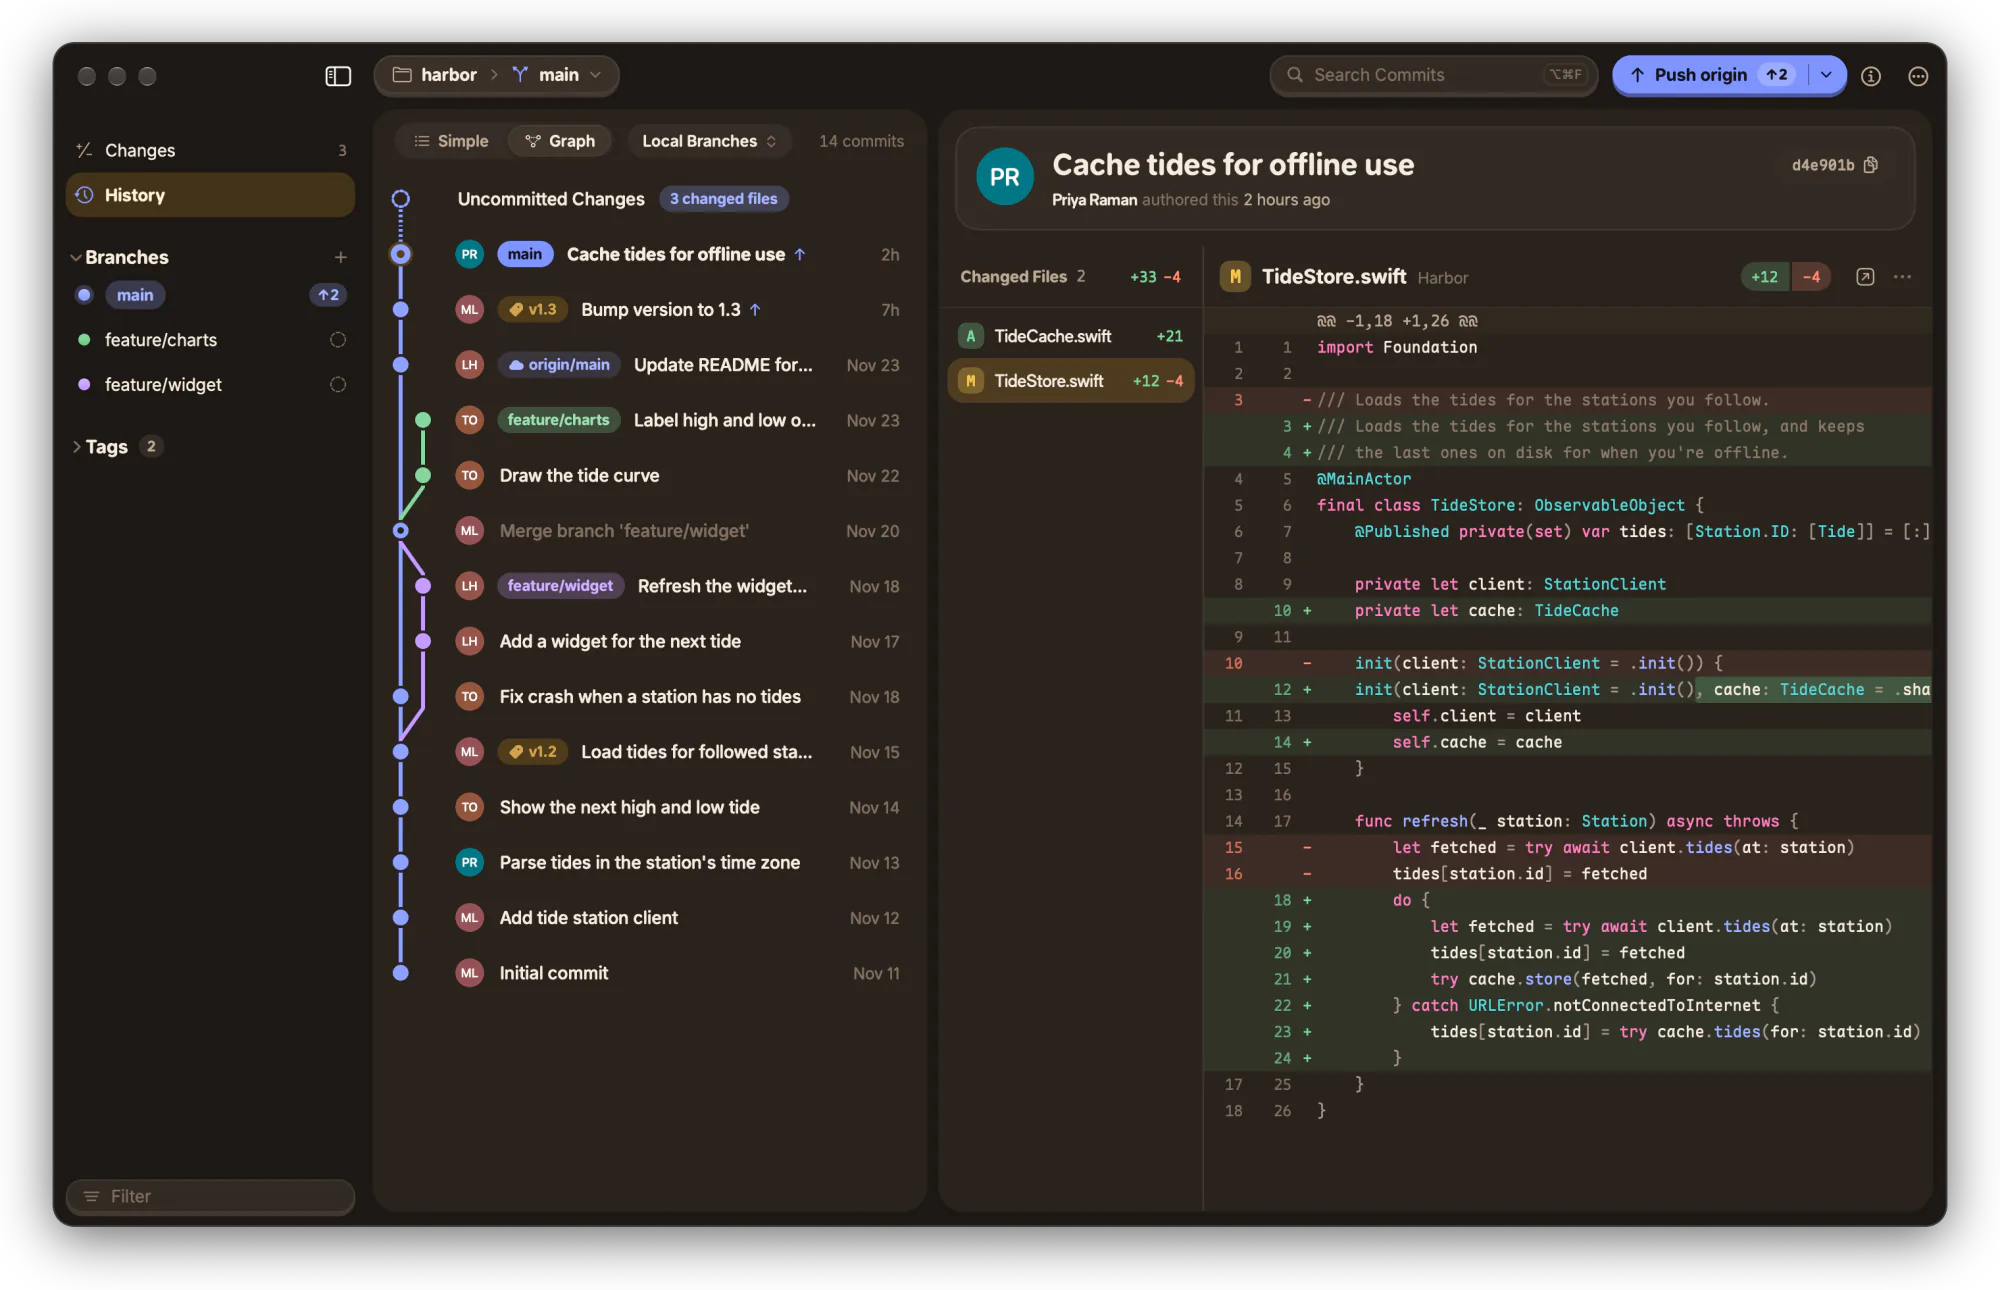 harbor
main
Search Commits
⌥⌘F
Push origin
↑2
Changes
3
History
Branches
main
↑2
feature/charts
feature/widget
Tags
2
Filter
Simple
Graph
Local Branches
14 commits
Uncommitted Changes
3 changed files
PR main Cache tides for offline use ↑ 2h
ML v1.3 Bump version to 1.3 ↑ 7h
LH origin/main Update README for... Nov 23
TO feature/charts Label high and low o... Nov 23
TO Draw the tide curve Nov 22
ML Merge branch 'feature/widget' Nov 20
LH feature/widget Refresh the widget... Nov 18
LH Add a widget for the next tide Nov 17
TO Fix crash when a station has no tides Nov 18
ML v1.2 Load tides for followed sta... Nov 15
TO Show the next high and low tide Nov 14
PR Parse tides in the station's time zone Nov 13
ML Add tide station client Nov 12
ML Initial commit Nov 11
PR
Cache tides for offline use
d4e901b
Priya Raman authored this 2 hours ago
Changed Files 2 +33 -4
A TideCache.swift +21
M TideStore.swift +12 -4
M TideStore.swift Harbor +12 -4
@@ -1,18 +1,26 @@
1 1 import Foundation
2 2
3 - /// Loads the tides for the stations you follow.
3 + /// Loads the tides for the stations you follow, and keeps
4 + /// the last ones on disk for when you're offline.
4 5 @MainActor
5 6 final class TideStore: ObservableObject {
6 7 @Published private(set) var tides: [Station.ID: [Tide]] = [:]
7 8
8 9 private let client: StationClient
10 + private let cache: TideCache
9 11
10 - init(client: StationClient = .init()) {
12 + init(client: StationClient = .init(), cache: TideCache = .sha
11 13 self.client = client
14 + self.cache = cache
12 15 }
13 16
14 17 func refresh(_ station: Station) async throws {
15 - let fetched = try await client.tides(at: station)
16 - tides[station.id] = fetched
18 + do {
19 + let fetched = try await client.tides(at: station)
20 + tides[station.id] = fetched
21 + try cache.store(fetched, for: station.id)
22 + } catch URLError.notConnectedToInternet {
23 + tides[station.id] = try cache.tides(for: station.id)
24 + }
17 25 }
18 26 }